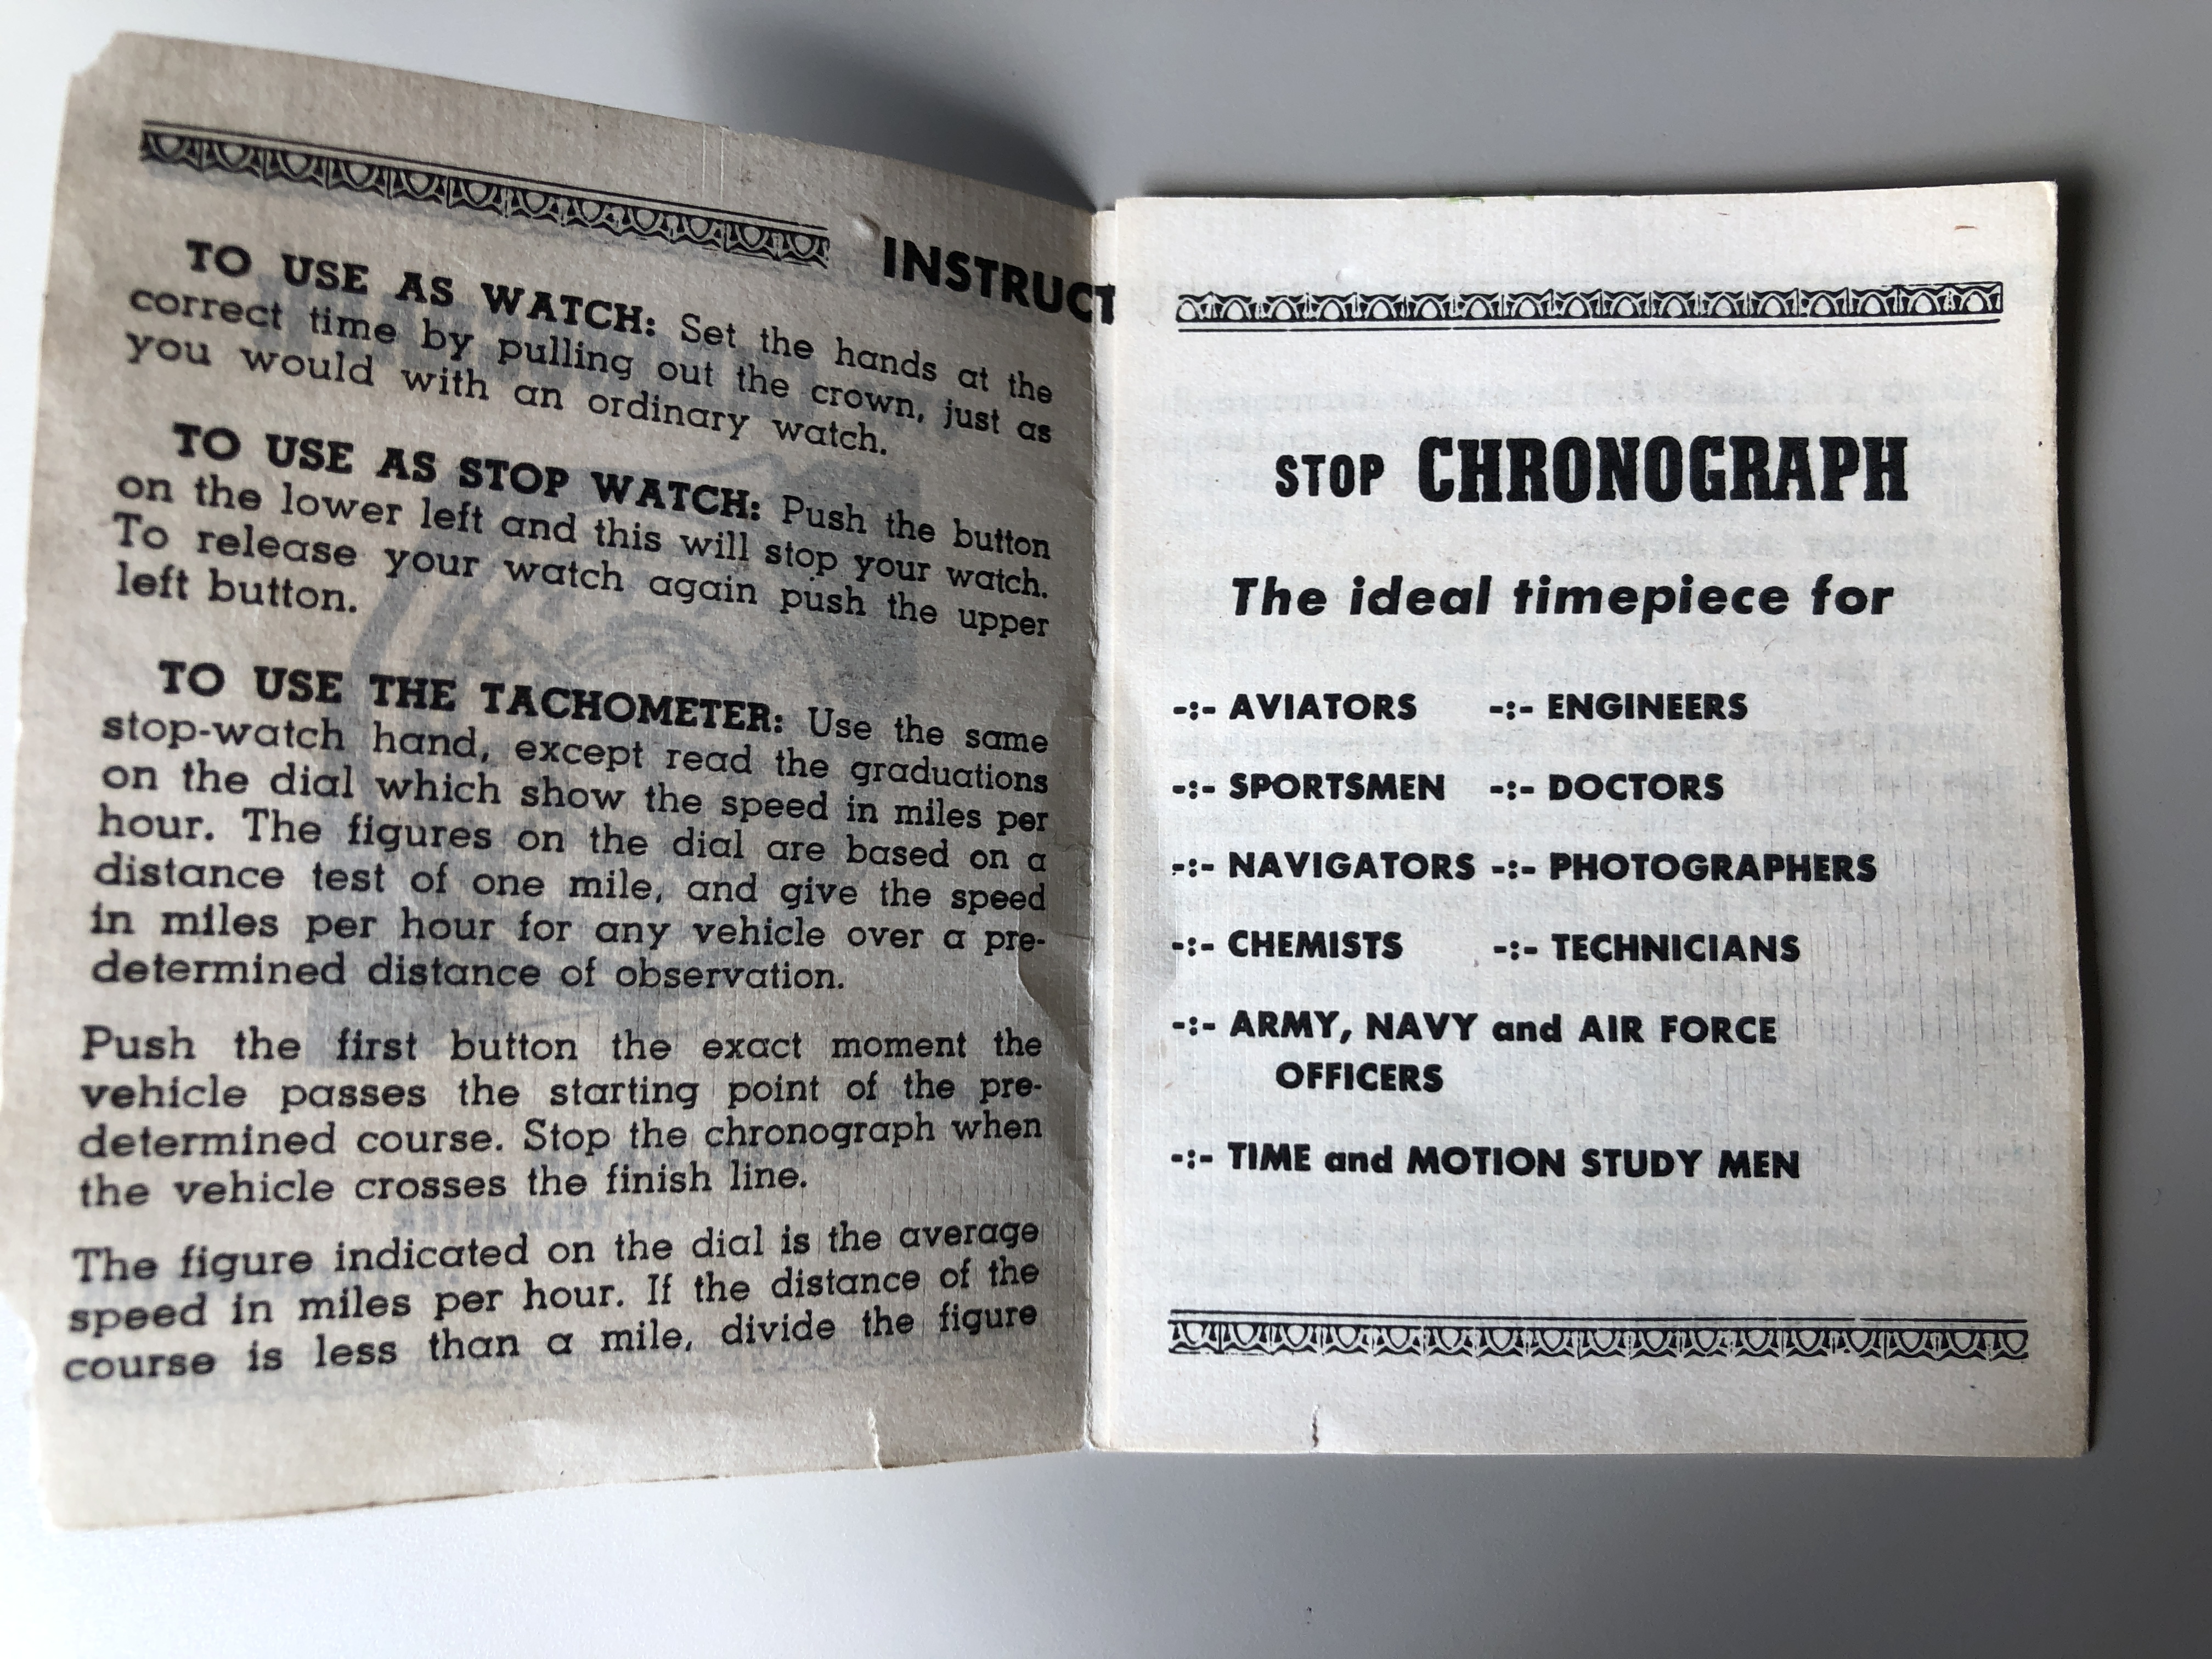 INSTRUCT
TO USE AS WATCH: Set the hands at the
correct time by pulling out the crown, just as
you would with an ordinary watch.
TO USE AS STOP WATCH: Push the button
on the lower left and this will stop your watch.
To release your watch again push the upper
left button.
TO USE THE TACHOMETER: Use the same
stop-watch hand, except read the graduations
on the dial which show the speed in miles per
hour. The figures on the dial are based on a
distance test of one mile, and give the speed
in miles per hour for any vehicle over a pre-
determined distance of observation.
Push the first button the exact moment the
vehicle passes the starting point of the pre-
determined course. Stop the chronograph when
the vehicle crosses the finish line.
The figure indicated on the dial is the average
speed in miles per hour. If the distance of the
course is less than a mile, divide the figure
STOP CHRONOGRAPH
The ideal timepiece for
-:- AVIATORS -:- ENGINEERS
-:- SPORTSMEN -:- DOCTORS
-:- NAVIGATORS -:- PHOTOGRAPHERS
-:- CHEMISTS -:- TECHNICIANS
-:- ARMY, NAVY and AIR FORCE
OFFICERS
-:- TIME and MOTION STUDY MEN